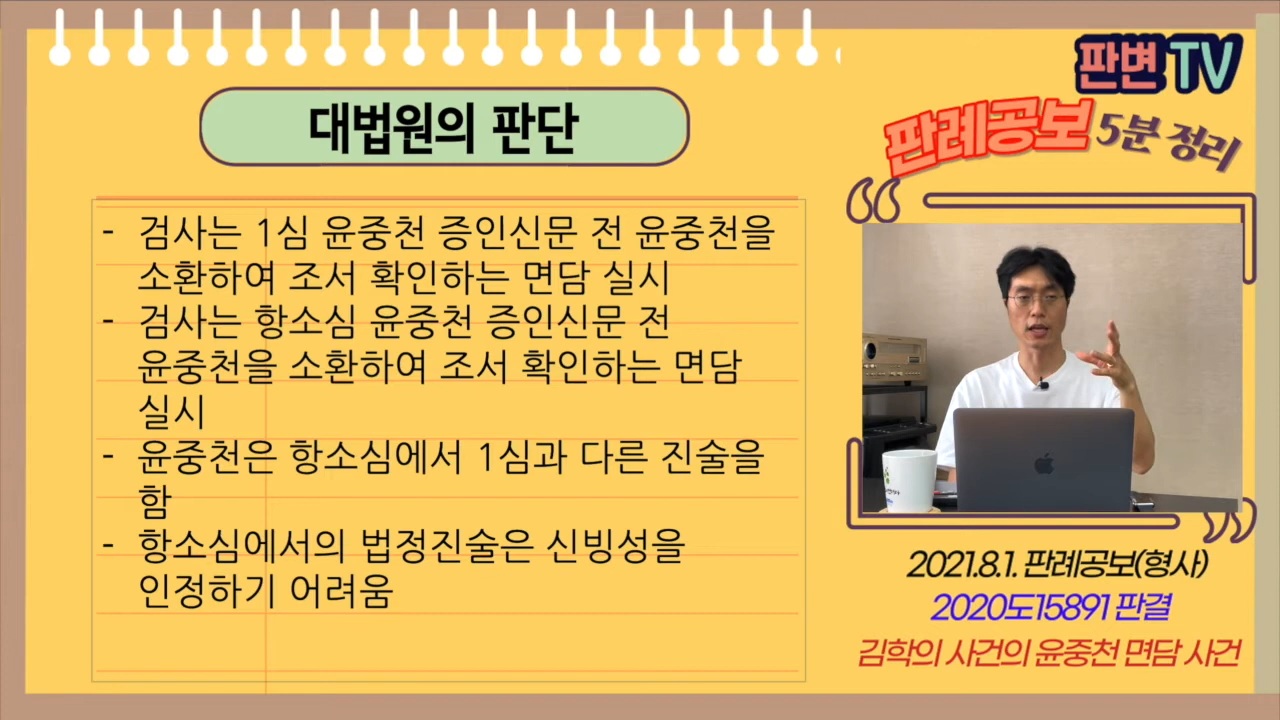 판변 TV
판례공보 5분 정리
대법원의 판단
- 검사는 1심 윤중천 증인신문 전 윤중천을
소환하여 조서 확인하는 면담 실시
- 검사는 항소심 윤중천 증인신문 전
윤중천을 소환하여 조서 확인하는 면담
실시
- 윤중천은 항소심에서 1심과 다른 진술을
함
- 항소심에서의 법정진술은 신빙성을
인정하기 어려움
2021.8.1. 판례공보(형사)
2020도15891 판결
김학의 사건의 윤중천 면담 사건